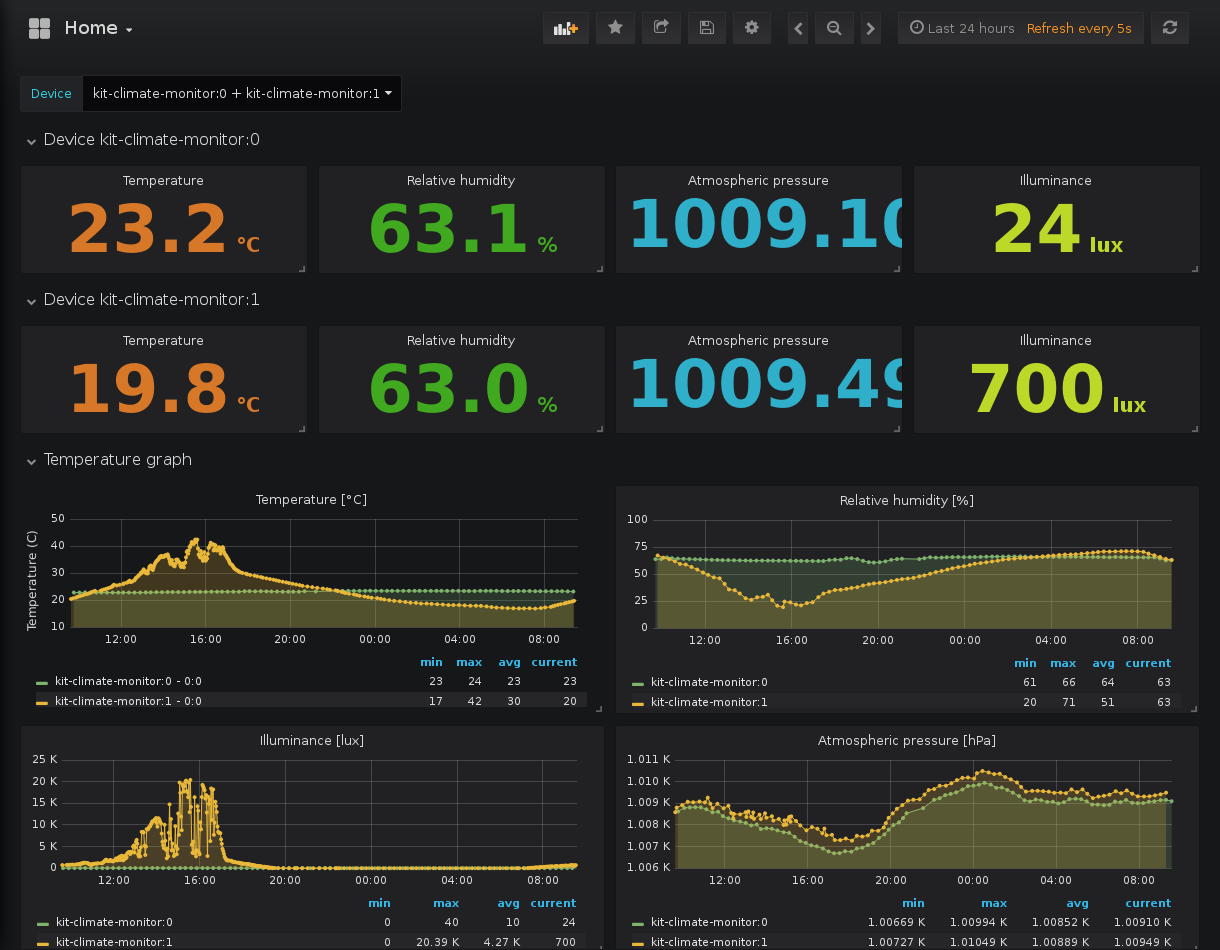 Home
Last 24 hours Refresh every 5s
Device kit-climate-monitor:0 + kit-climate-monitor:1
Device kit-climate-monitor:0
Temperature Relative humidity Atmospheric pressure Illuminance
23.2 °C 63.1 % 1009.10 24 lux
Device kit-climate-monitor:1
Temperature Relative humidity Atmospheric pressure Illuminance
19.8 °C 63.0 % 1009.49 700 lux
Temperature graph
Temperature [°C]
Temperature (C)
50
40
30
20
10
12:00 16:00 20:00 00:00 04:00 08:00
min max avg current
kit-climate-monitor:0 - 0:0 23 24 23 23
kit-climate-monitor:1 - 0:0 17 42 30 20
Relative humidity [%]
100
75
50
25
0
12:00 16:00 20:00 00:00 04:00 08:00
min max avg current
kit-climate-monitor:0 61 66 64 63
kit-climate-monitor:1 20 71 51 63
Illuminance [lux]
25 K
20 K
15 K
10 K
5 K
0
12:00 16:00 20:00 00:00 04:00 08:00
min max avg current
kit-climate-monitor:0 0 40 10 24
kit-climate-monitor:1 0 20.39 K 4.27 K 700
Atmospheric pressure [hPa]
1.011 K
1.010 K
1.009 K
1.008 K
1.007 K
1.006 K
12:00 16:00 20:00 00:00 04:00 08:00
min max avg current
kit-climate-monitor:0 1.00669 K 1.00994 K 1.00852 K 1.00910 K
kit-climate-monitor:1 1.00727 K 1.01049 K 1.00889 K 1.00949 K